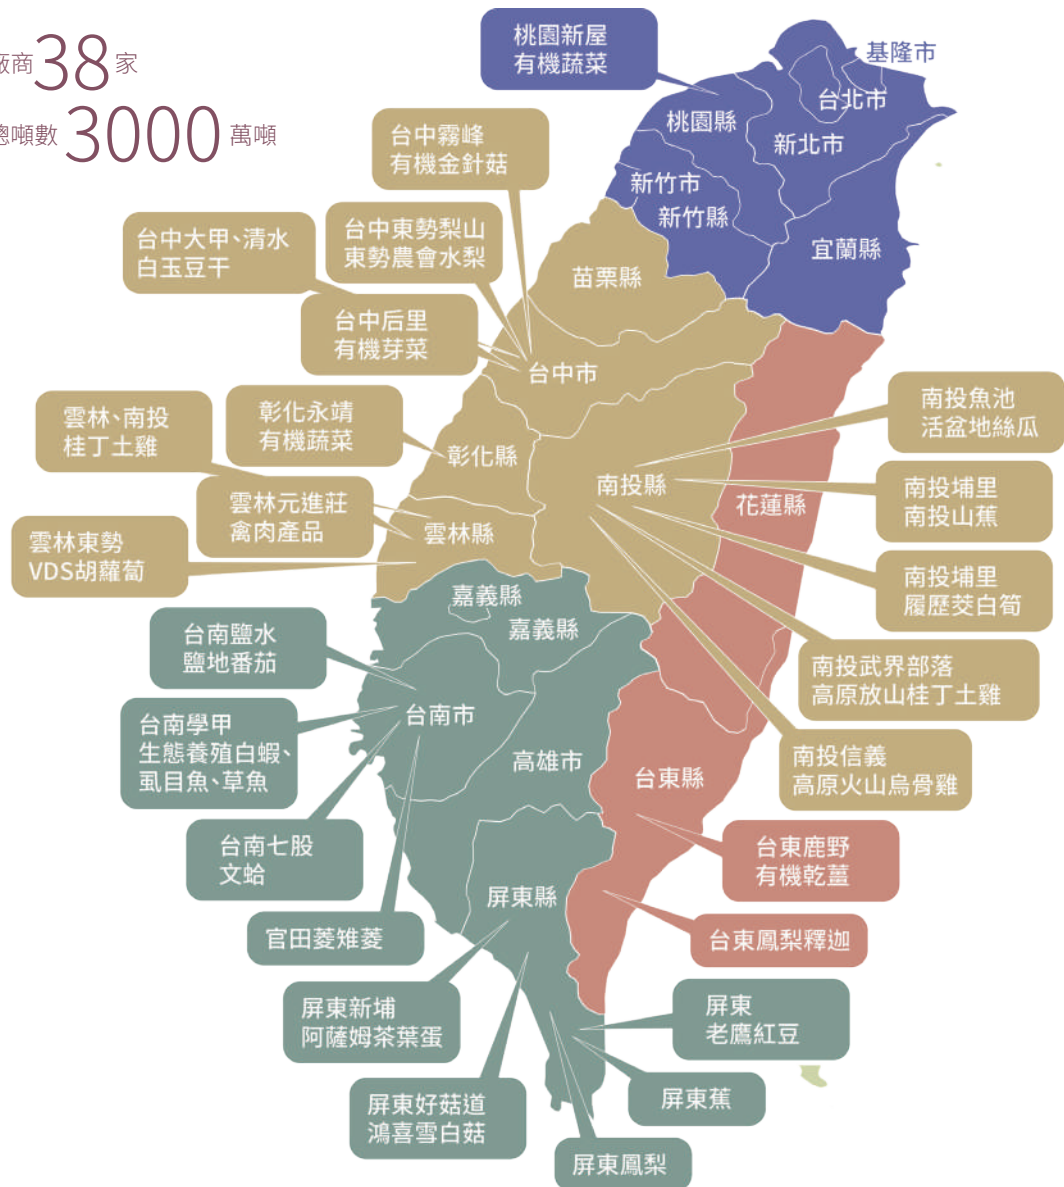 廠商38家
總噸數 3000 萬噸
桃園新屋
有機蔬菜
基隆市
台北市
桃園縣
新北市
新竹市
新竹縣
宜蘭縣
台中霧峰
有機金針菇
台中東勢梨山
東勢農會水梨
台中大甲、清水
白玉豆干
台中后里
有機芽菜
苗栗縣
台中市
雲林、南投
桂丁土雞
彰化永靖
有機蔬菜
彰化縣
南投縣
花蓮縣
南投魚池
活盆地絲瓜
南投埔里
南投山蕉
雲林元進莊
禽肉產品
雲林縣
雲林東勢
VDS胡蘿蔔
南投埔里
履歷茭白筍
嘉義縣
嘉義縣
台南鹽水
鹽地番茄
南投武界部落
高原放山桂丁土雞
台南學甲
生態養殖白蝦、
虱目魚、草魚
台南市
高雄市
台東縣
南投信義
高原火山烏骨雞
台南七股
文蛤
台東鹿野
有機乾薑
屏東縣
官田菱雉菱
台東鳳梨釋迦
屏東新埔
阿薩姆茶葉蛋
屏東
老鷹紅豆
屏東好菇道
鴻喜雪白菇
屏東蕉
屏東鳳梨